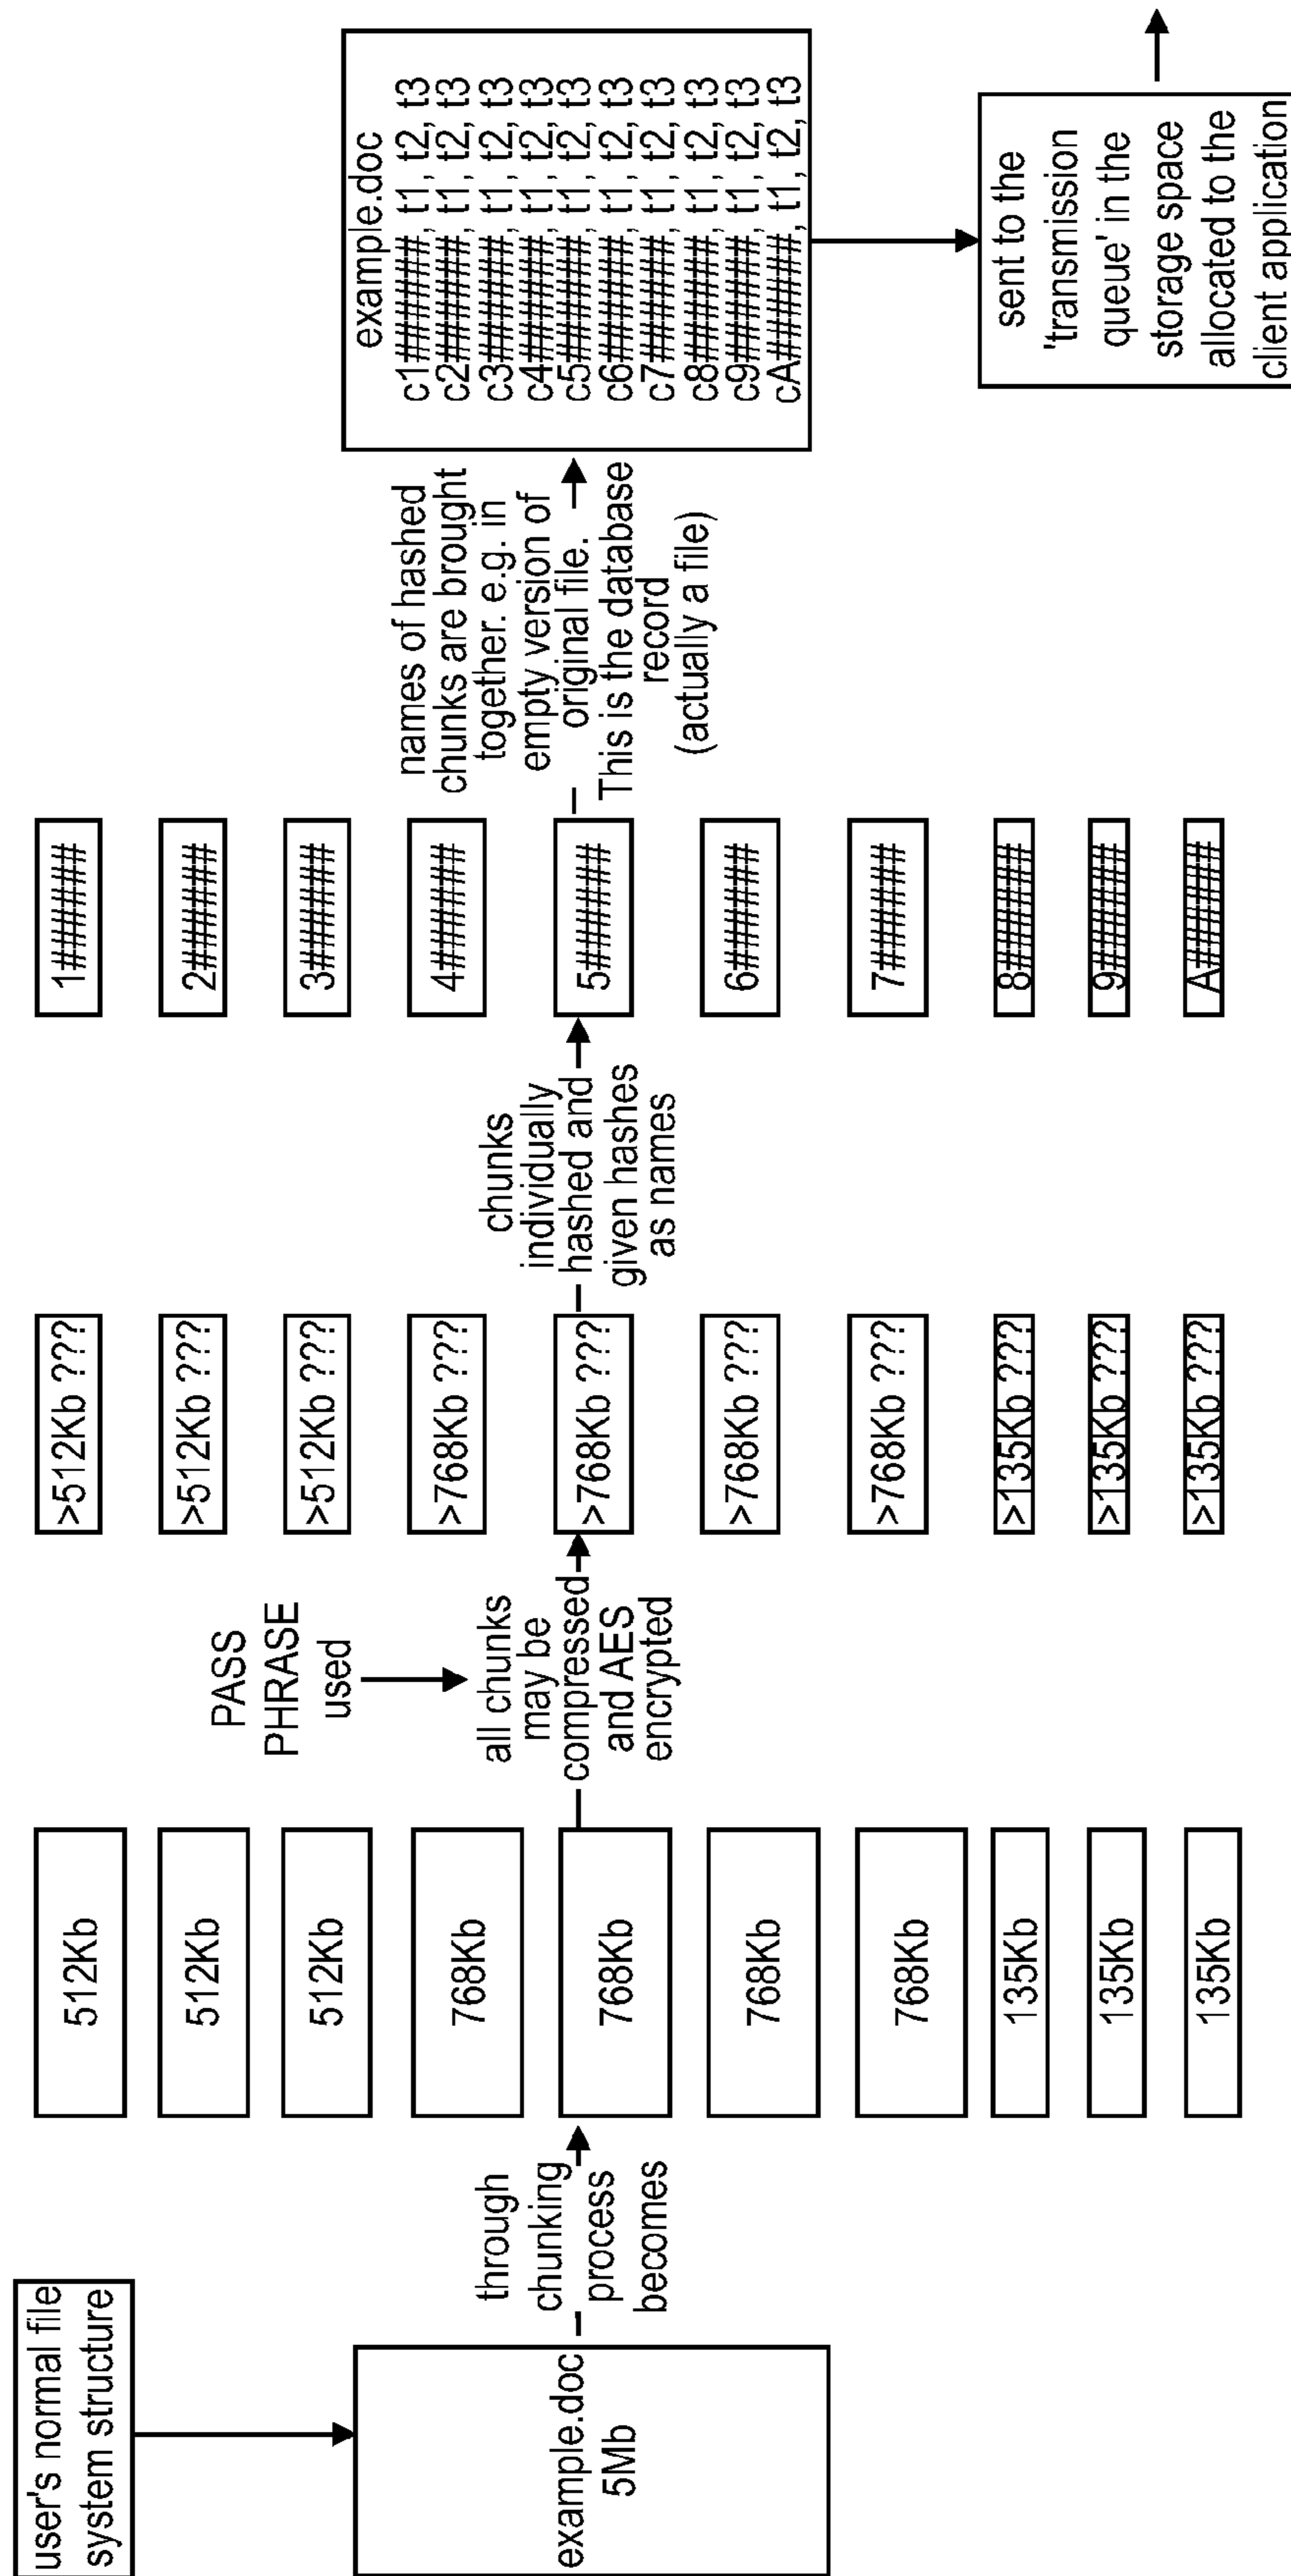 user's normal file
system structure
example.doc
5Mb
through
chunking
process
becomes
512Kb
512Kb
512Kb
768Kb
768Kb
768Kb
768Kb
135Kb
135Kb
135Kb
PASS
PHRASE
used
all chunks
may be
compressed
and AES
encrypted
>512Kb ???
>512Kb ???
>512Kb ???
>768Kb ???
>768Kb ???
>768Kb ???
>768Kb ???
>135Kb ???
>135Kb ???
>135Kb ???
chunks
individually
hashed and
given hashes
as names
1######
2######
3######
4######
5######
6######
7######
8######
9######
A######
names of hashed
chunks are brought
together. e.g. in
empty version of
original file.
This is the database
record
(actually a file)
example.doc
c1######, t1, t2, t3
c2######, t1, t2, t3
c3######, t1, t2, t3
c4######, t1, t2, t3
c5######, t1, t2, t3
c6######, t1, t2, t3
c7######, t1, t2, t3
c8######, t1, t2, t3
c9######, t1, t2, t3
cA######, t1, t2, t3
sent to the
'transmission
queue' in the
storage space
allocated to the
client application